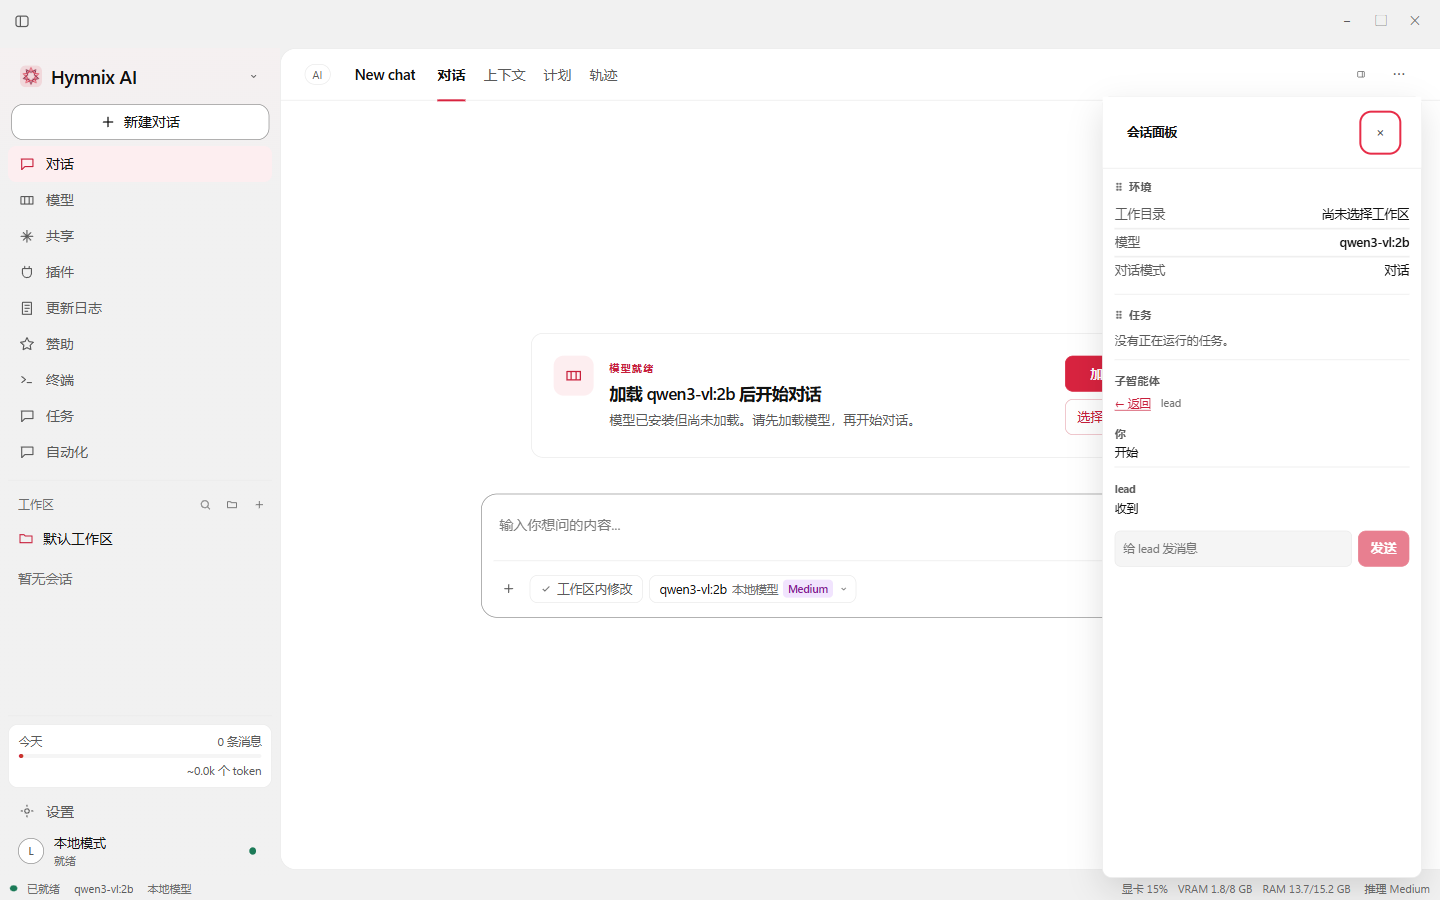 Hymnix AI
新建对话
对话
模型
共享
插件
更新日志
赞助
终端
任务
自动化
工作区
默认工作区
暂无会话
今天 0 条消息
~0.0k 个 token
设置
L 本地模式
就绪
AI New chat 对话 上下文 计划 轨迹
模型就绪
加载 qwen3-vl:2b 后开始对话
模型已安装但尚未加载。请先加载模型，再开始对话。
加
选择
输入你想问的内容...
工作区内修改 qwen3-vl:2b 本地模型 Medium
会话面板
环境
工作目录 尚未选择工作区
模型 qwen3-vl:2b
对话模式 对话
任务
没有正在运行的任务。
子智能体
← 返回 lead
你
开始
lead
收到
给 lead 发消息 发送
已就绪 qwen3-vl:2b 本地模型 显卡 15% VRAM 1.8/8 GB RAM 13.7/15.2 GB 推理 Medium